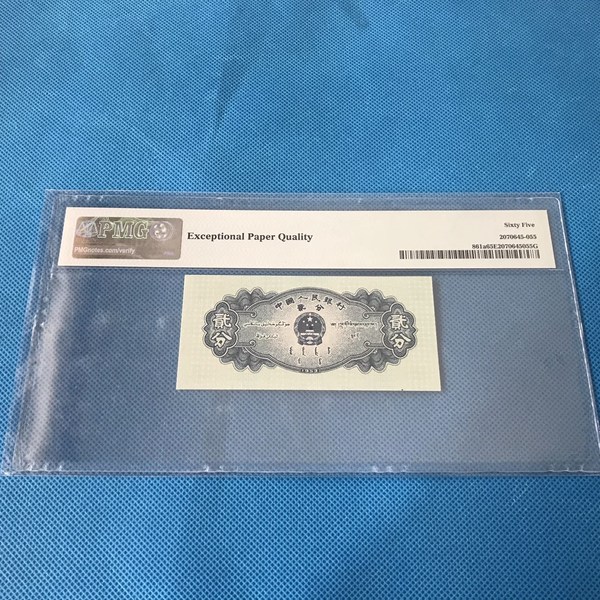 PMG
PMGnotes.com/verify
Exceptional Paper Quality
Sixty Five
2070645-055
861a65E2070645055G
中國人民銀行
貳分
貳分
貳分
1953